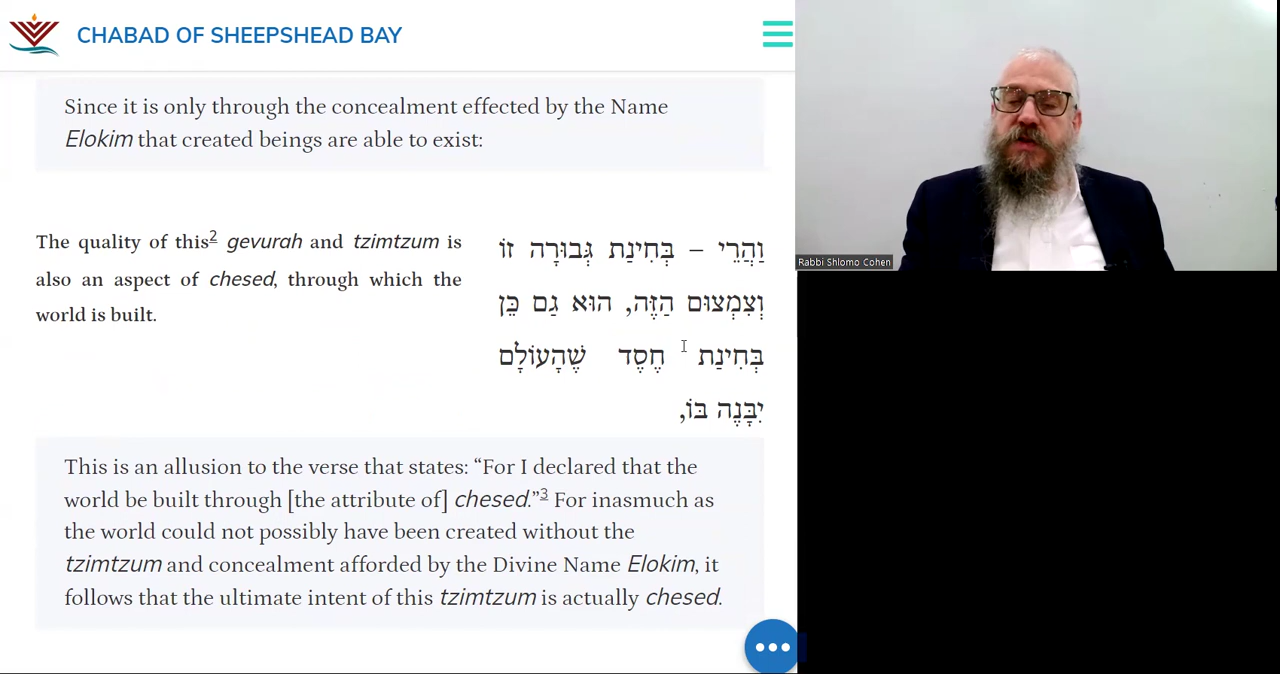 CHABAD OF SHEEPSHEAD BAY
Since it is only through the concealment effected by the Name
Elokim that created beings are able to exist:
The quality of this2 gevurah and tzimtzum is
also an aspect of chesed, through which the
world is built.
וַהֲרֵי – בְּחִינַת גְּבוּרָה זוֹ
וְצִמְצוּם הַזֶּה, הוּא גַם כֵּן
בְּחִינַת חֶסֶד שֶׁהָעוֹלָם
יִבָּנֶה בּוֹ,
This is an allusion to the verse that states: “For I declared that the
world be built through [the attribute of] chesed.”3 For inasmuch as
the world could not possibly have been created without the
tzimtzum and concealment afforded by the Divine Name Elokim, it
follows that the ultimate intent of this tzimtzum is actually chesed.
Rabbi Shlomo Cohen